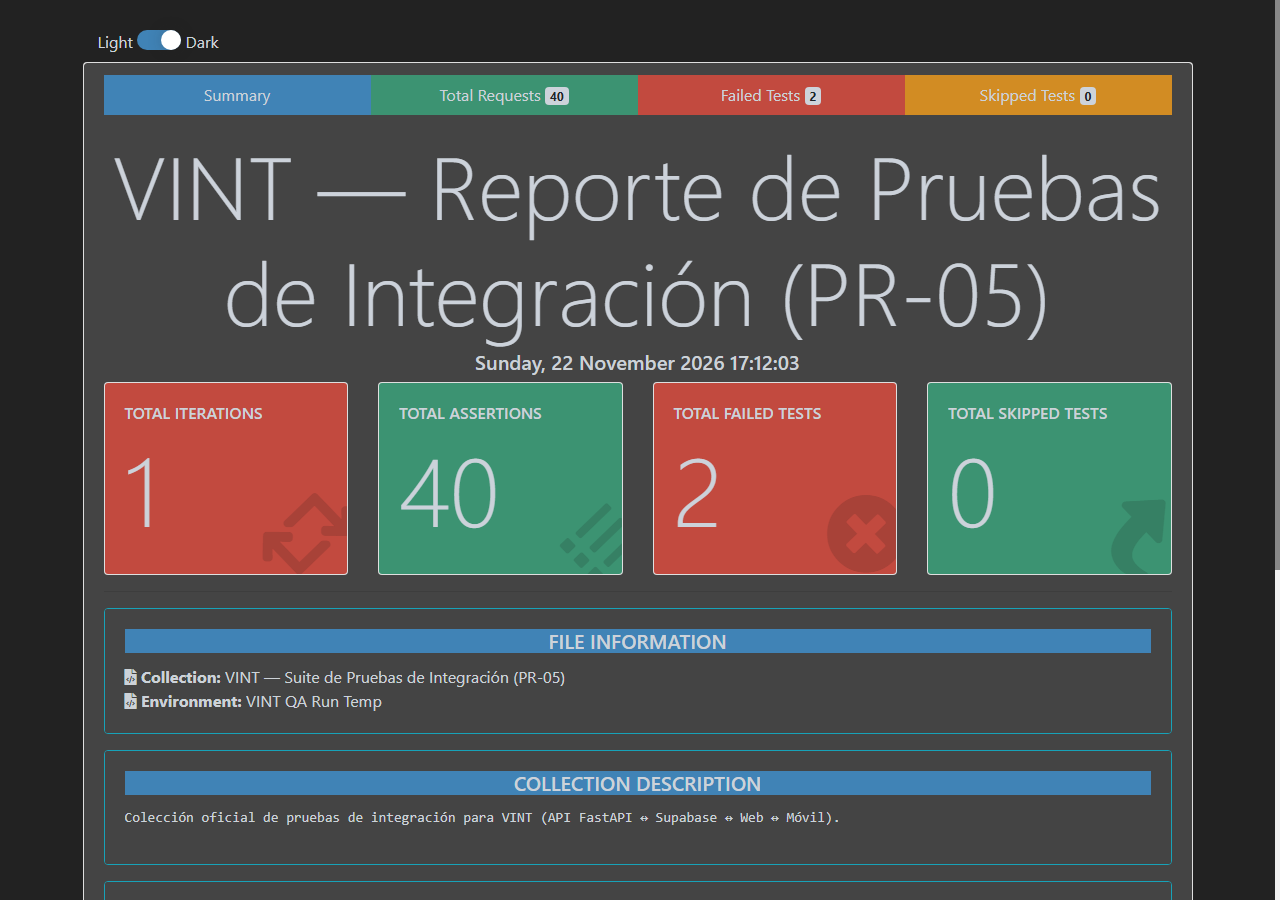 Light Dark
Summary Total Requests 40 Failed Tests 2 Skipped Tests 0
VINT — Reporte de Pruebas
de Integración (PR-05)
Sunday, 22 November 2026 17:12:03
TOTAL ITERATIONS
1
TOTAL ASSERTIONS
40
TOTAL FAILED TESTS
2
TOTAL SKIPPED TESTS
0
FILE INFORMATION
Collection: VINT — Suite de Pruebas de Integración (PR-05)
Environment: VINT QA Run Temp
COLLECTION DESCRIPTION
Colección oficial de pruebas de integración para VINT (API FastAPI ↔ Supabase ↔ Web ↔ Móvil).